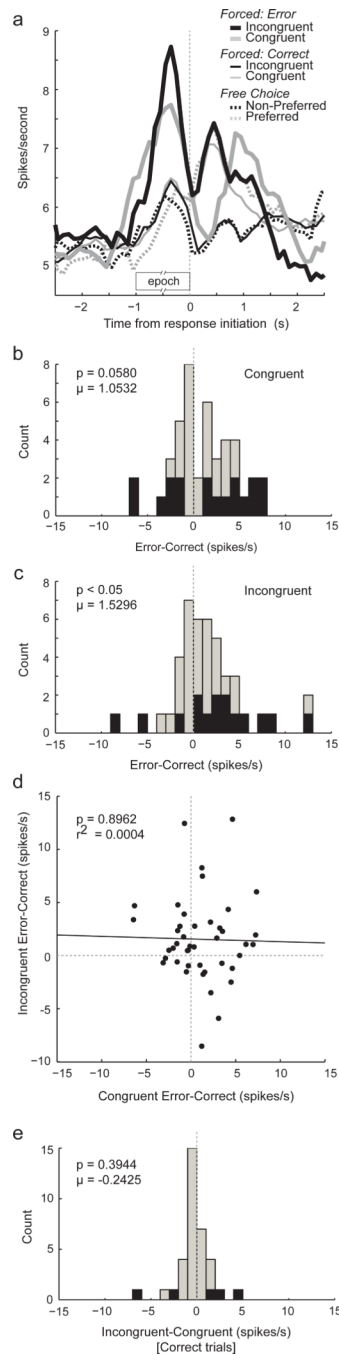 a
Forced: Error
Incongruent
Congruent
Forced: Correct
Incongruent
Congruent
Free Choice
Non-Preferred
Preferred
Spikes/second
9
8
7
6
5
epoch
−2 −1 0 1 2
Time from response initiation (s)
b
p = 0.0580
μ = 1.0532
Congruent
Count
8
6
4
2
0
−15 −10 −5 0 5 10 15
Error-Correct (spikes/s)
c
p < 0.05
μ = 1.5296
Incongruent
Count
8
6
4
2
0
−15 −10 −5 0 5 10 15
Error-Correct (spikes/s)
d
p = 0.8962
r2 = 0.0004
Incongruent Error-Correct (spikes/s)
15
10
5
0
−5
−10
−15 −10 −5 0 5 10 15
Congruent Error-Correct (spikes/s)
e
p = 0.3944
μ = -0.2425
Count
15
10
5
0
−15 −10 −5 0 5 10 15
Incongruent-Congruent (spikes/s)
[Correct trials]